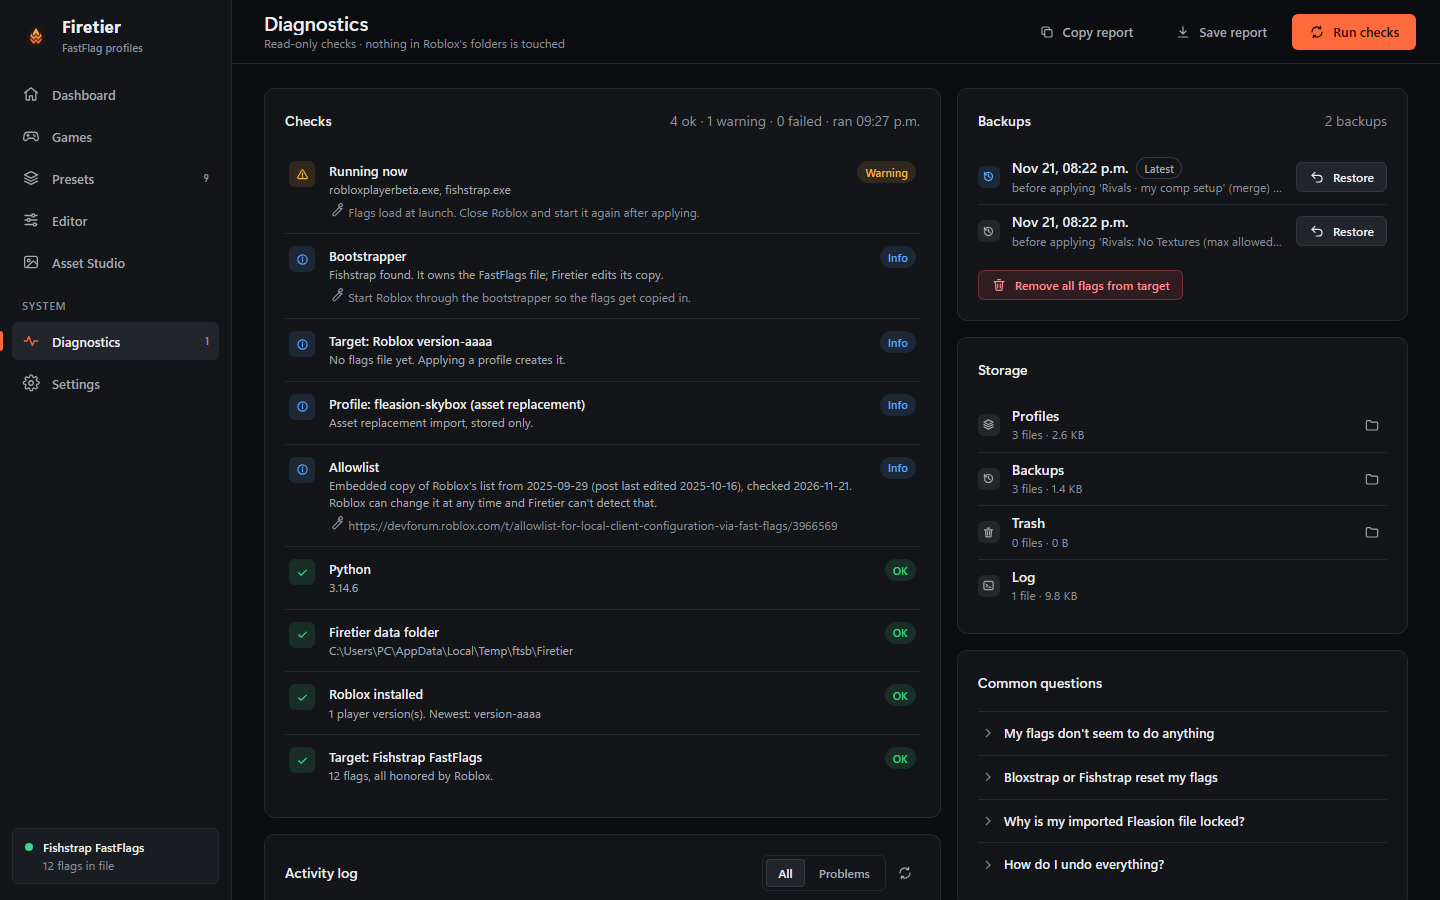 Firetier
FastFlag profiles
Dashboard
Games
Presets 9
Editor
Asset Studio
SYSTEM
Diagnostics 1
Settings
Fishstrap FastFlags
12 flags in file
Diagnostics
Read-only checks · nothing in Roblox's folders is touched
Copy report
Save report
Run checks
Checks
4 ok · 1 warning · 0 failed · ran 09:27 p.m.
Running now
Warning
robloxplayerbeta.exe, fishstrap.exe
Flags load at launch. Close Roblox and start it again after applying.
Bootstrapper
Info
Fishstrap found. It owns the FastFlags file; Firetier edits its copy.
Start Roblox through the bootstrapper so the flags get copied in.
Target: Roblox version-aaaa
Info
No flags file yet. Applying a profile creates it.
Profile: fleasion-skybox (asset replacement)
Info
Asset replacement import, stored only.
Allowlist
Info
Embedded copy of Roblox's list from 2025-09-29 (post last edited 2025-10-16), checked 2026-11-21.
Roblox can change it at any time and Firetier can't detect that.
https://devforum.roblox.com/t/allowlist-for-local-client-configuration-via-fast-flags/3966569
Python
OK
3.14.6
Firetier data folder
OK
C:\Users\PC\AppData\Local\Temp\ftsb\Firetier
Roblox installed
OK
1 player version(s). Newest: version-aaaa
Target: Fishstrap FastFlags
OK
12 flags, all honored by Roblox.
Activity log
All
Problems
Backups
2 backups
Nov 21, 08:22 p.m. Latest
before applying 'Rivals · my comp setup' (merge) ...
Restore
Nov 21, 08:22 p.m.
before applying 'Rivals: No Textures (max allowed...
Restore
Remove all flags from target
Storage
Profiles
3 files · 2.6 KB
Backups
3 files · 1.4 KB
Trash
0 files · 0 B
Log
1 file · 9.8 KB
Common questions
My flags don't seem to do anything
Bloxstrap or Fishstrap reset my flags
Why is my imported Fleasion file locked?
How do I undo everything?